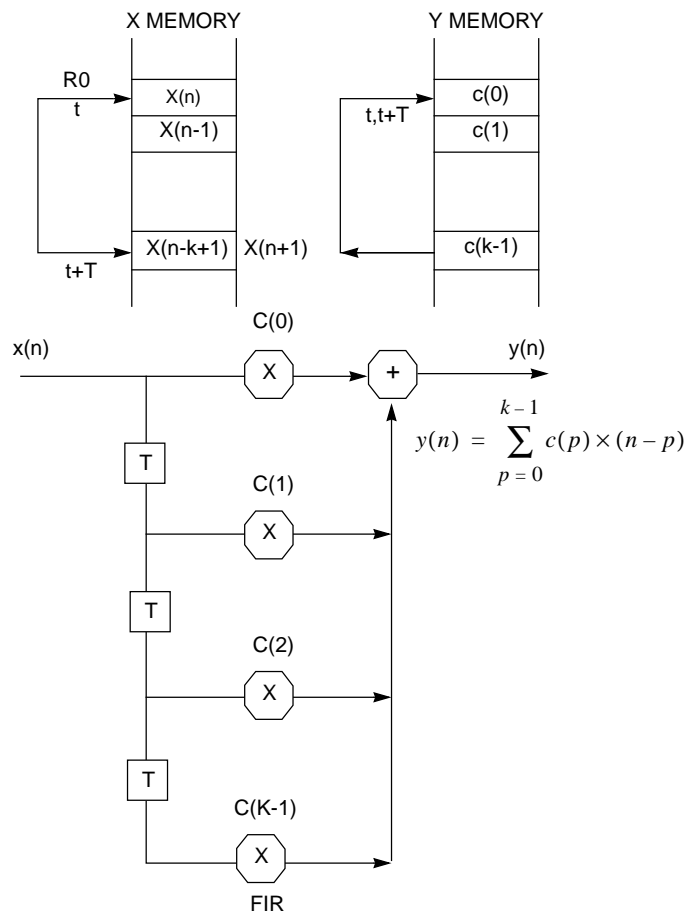 X MEMORY Y MEMORY
R0
t
X(n)
X(n-1)
X(n-k+1) X(n+1)
t+T
t,t+T
c(0)
c(1)
c(k-1)
x(n)
C(0)
X
+
y(n)
y(n) = k – 1 ∑ p = 0 c(p) × (n – p)
T
C(1)
X
T
C(2)
X
T
C(K-1)
X
FIR